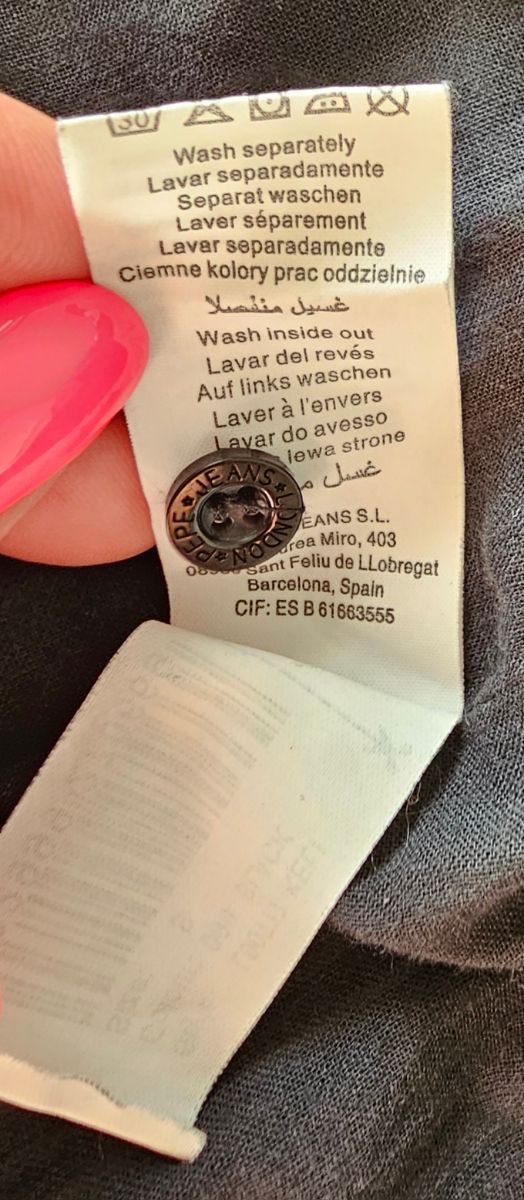 30
Wash separately
Lavar separadamente
Separat waschen
Laver séparement
Lavar separadamente
Ciemne kolory prac oddzielnie
غسيل منفصلا
Wash inside out
Lavar del revés
Auf links waschen
Laver à l'envers
Lavar do avesso
lewa strone
غسيل
EANS S.L.
Miro, 403
Sant Feliu de LLobregat
Barcelona, Spain
CIF: ES B 61663555
PEPE★JEANS★LONDON★